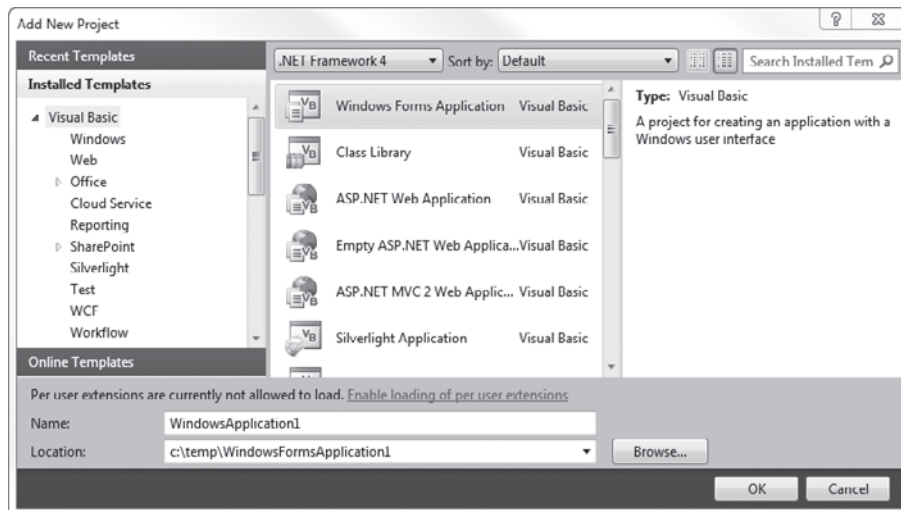 Add New Project
Recent Templates
.NET Framework 4 Sort by: Default Search Installed Tem
Installed Templates
Visual Basic
Windows
Web
Office
Cloud Service
Reporting
SharePoint
Silverlight
Test
WCF
Workflow
Online Templates
Windows Forms Application Visual Basic
Class Library Visual Basic
ASP.NET Web Application Visual Basic
Empty ASP.NET Web Applica...Visual Basic
ASP.NET MVC 2 Web Applic... Visual Basic
Silverlight Application Visual Basic
Type: Visual Basic
A project for creating an application with a
Windows user interface
Per user extensions are currently not allowed to load. Enable loading of per user extensions
Name: WindowsApplication1
Location: c:\temp\WindowsFormsApplication1 Browse...
OK Cancel